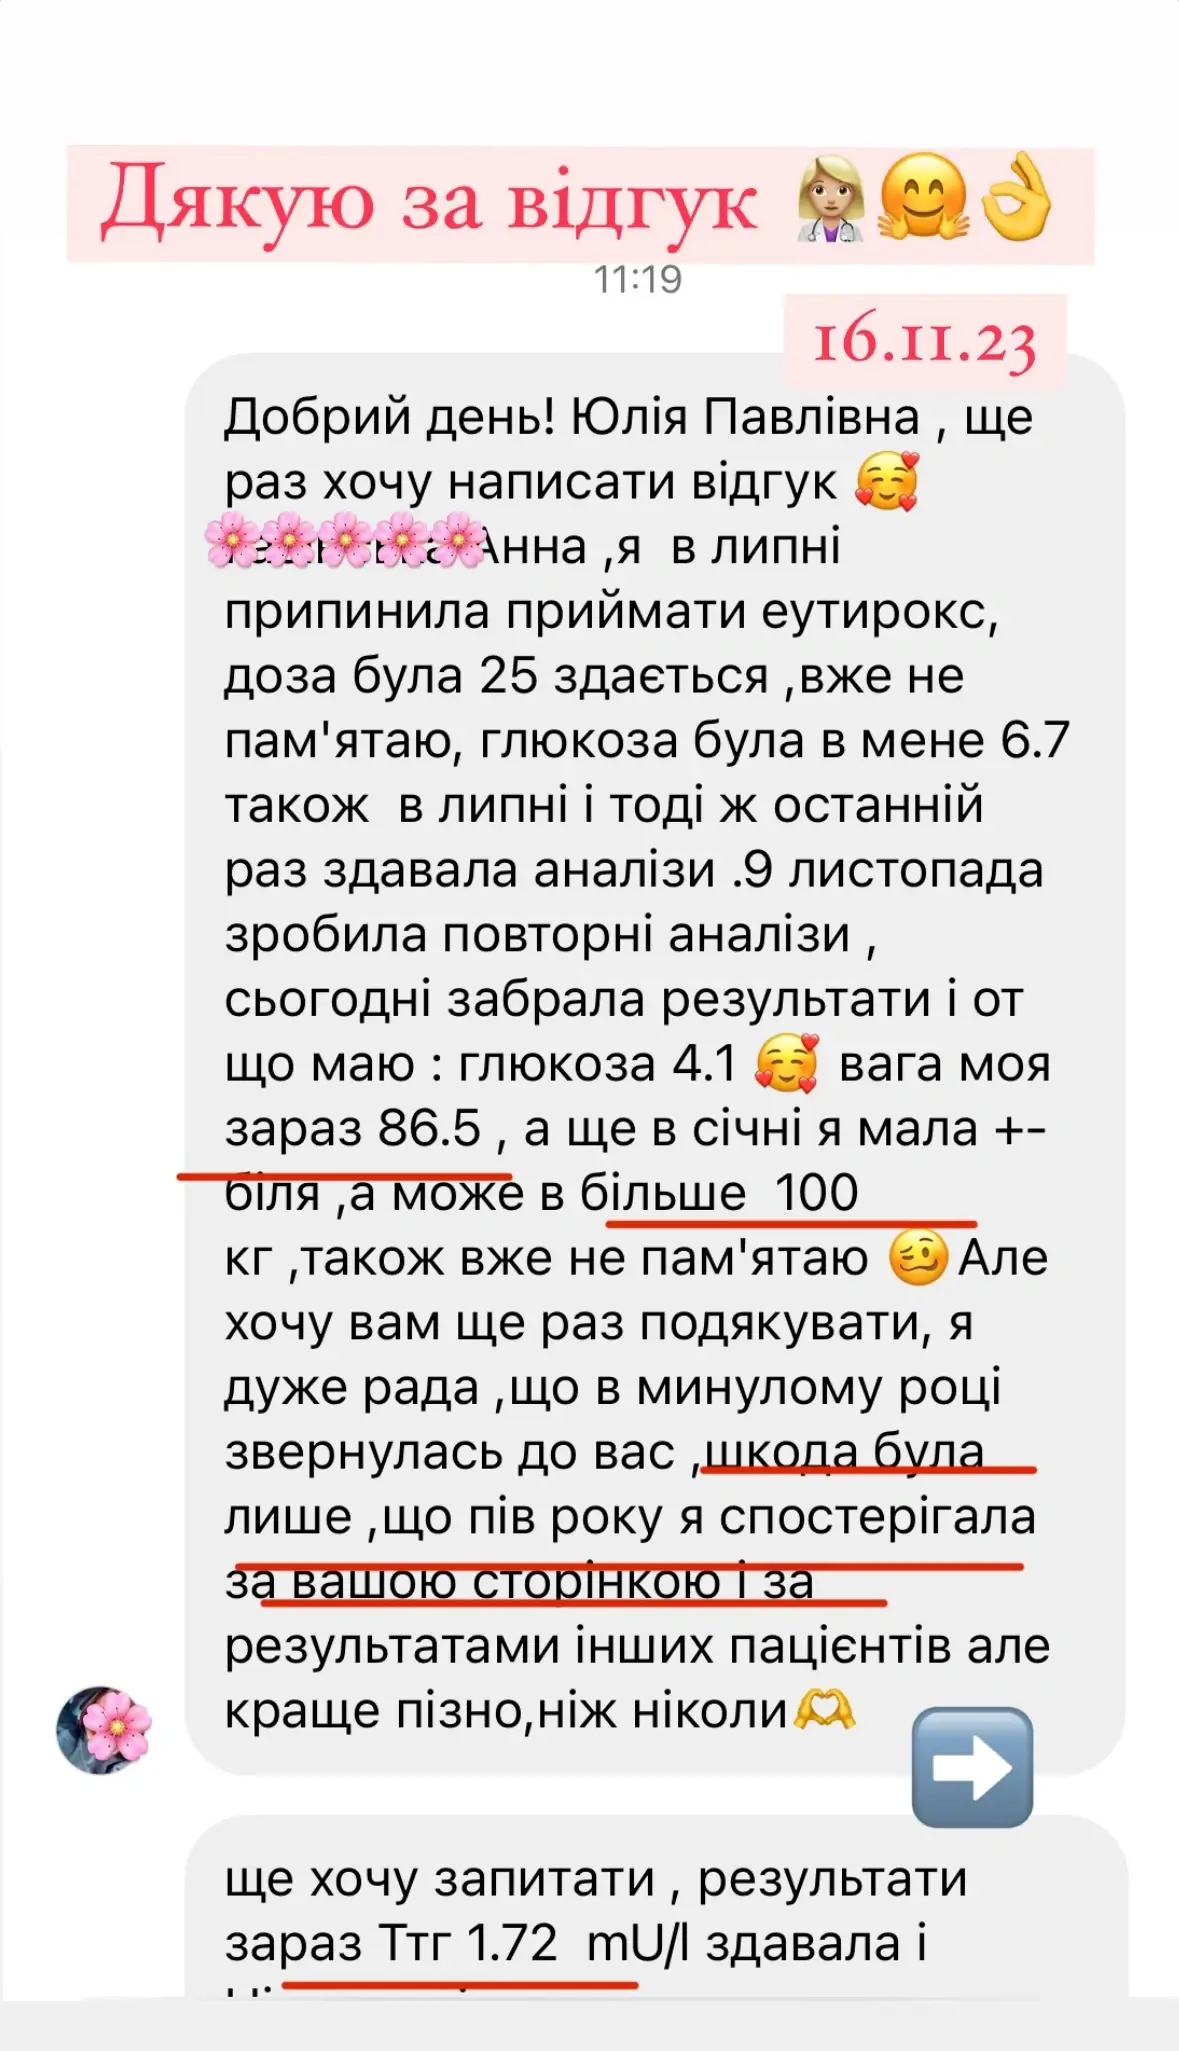 Дякую за відгук
11:19
16.11.23
Добрий день! Юлія Павлівна , ще
раз хочу написати відгук
Анна ,я в липні
припинила приймати еутирокс,
доза була 25 здається ,вже не
пам'ятаю, глюкоза була в мене 6.7
також в липні і тоді ж останній
раз здавала аналізи .9 листопада
зробила повторні аналізи ,
сьогодні забрала результати і от
що маю : глюкоза 4.1 вага моя
зараз 86.5 , а ще в січні я мала +-
біля ,а може в більше 100
кг ,також вже не пам'ятаю Але
хочу вам ще раз подякувати, я
дуже рада ,що в минулому році
звернулась до вас ,шкода була
лише ,що пів року я спостерігала
за вашою сторінкою і за
результатами інших пацієнтів але
краще пізно,ніж ніколи
ще хочу запитати , результати
зараз Ттг 1.72 mU/l здавала і